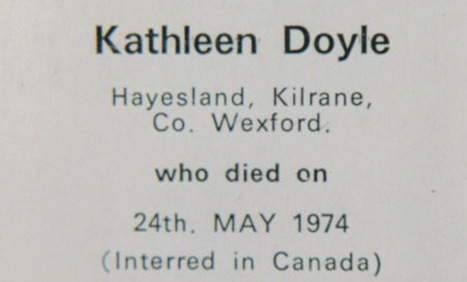 Kathleen Doyle
Hayesland, Kilrane,
Co. Wexford.
who died on
24th. MAY 1974
(Interred in Canada)